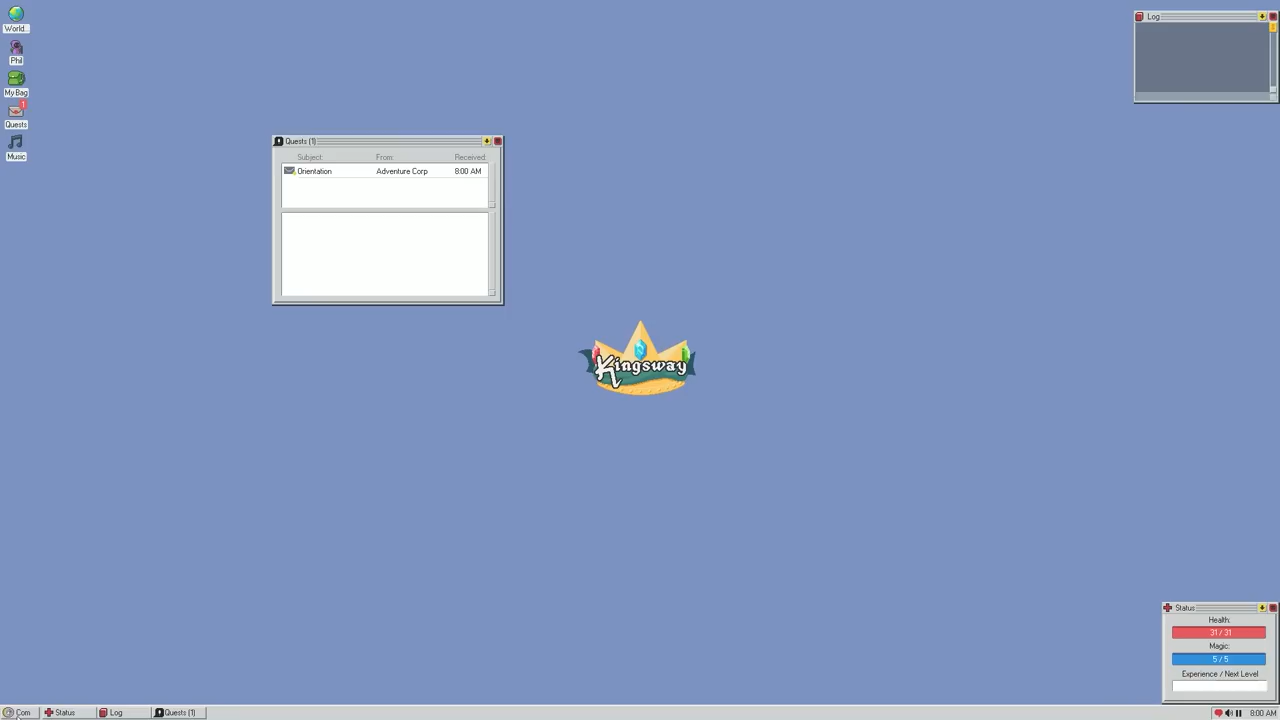 World...
Phil
My Bag
1
Quests
Music
Log
Quests (1)
Subject: From: Received:
Orientation Adventure Corp 8:00 AM
Kingsway
Status
Health:
31 / 31
Magic:
5 / 5
Experience / Next Level
Com Status Log Quests (1) 8:00 AM